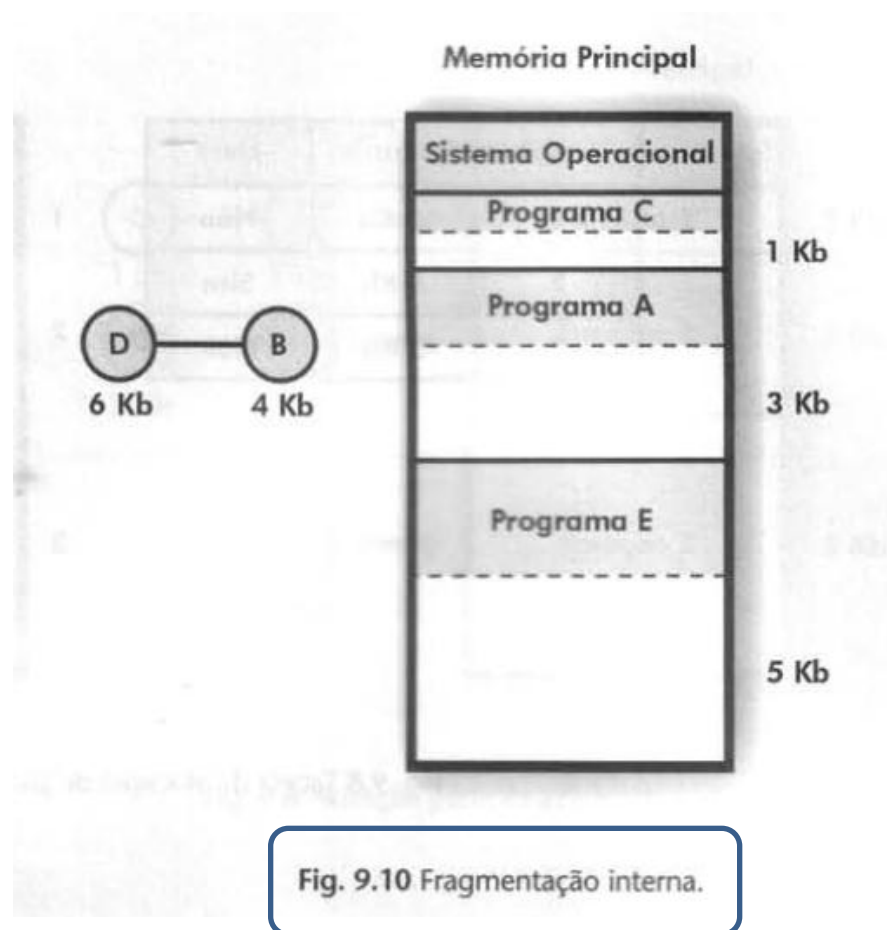 Memória Principal
Sistema Operacional
Programa C
1 Kb
Programa A
D
B
6 Kb
4 Kb
3 Kb
Programa E
5 Kb
Fig. 9.10 Fragmentação interna.